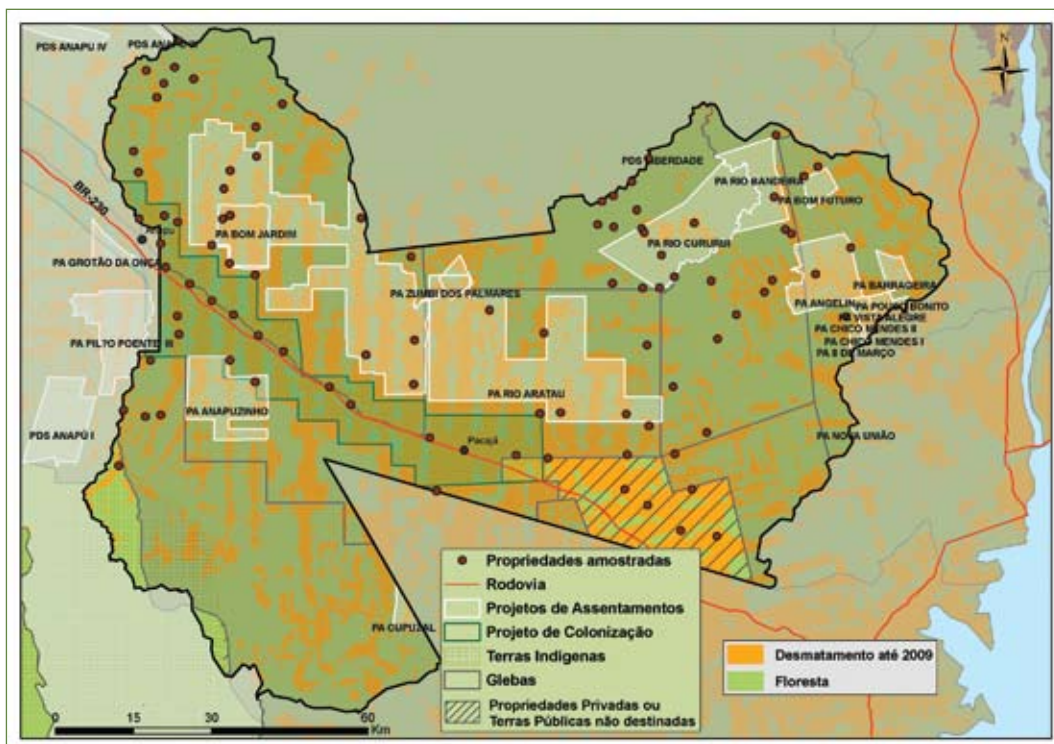 PDS ANAPU IV
PDS ANAPU
N
PDS LIBERDADE
PA RIO BANDEIRA
PA BOM FUTURO
BR-230
Anapu
PA BOM JARDIM
PA RIO CURURUI
PA GROTÃO DA ONÇA
PA ZUMBI DOS PALMARES
PA BARRAGEIRA
PA ANGELIN
PA POUSO BONITO
PA VISTA ALEGRE
PA CHICO MENDES II
PA CHICO MENDES I
PA 8 DE MARÇO
PA PIL?O POENTE III
PA RIO ARATAU
PA ANAPUZINHO
PDS ANAPÚ I
Pacajá
PA NOVA UNIÃO
PA CUPUZAL
Propriedades amostradas
Rodovia
Projetos de Assentamentos
Projeto de Colonização
Terras Indigenas
Glebas
Propriedades Privadas ou
Terras Públicas não destinadas
Desmatamento até 2009
Floresta
0 15 30 60
Km